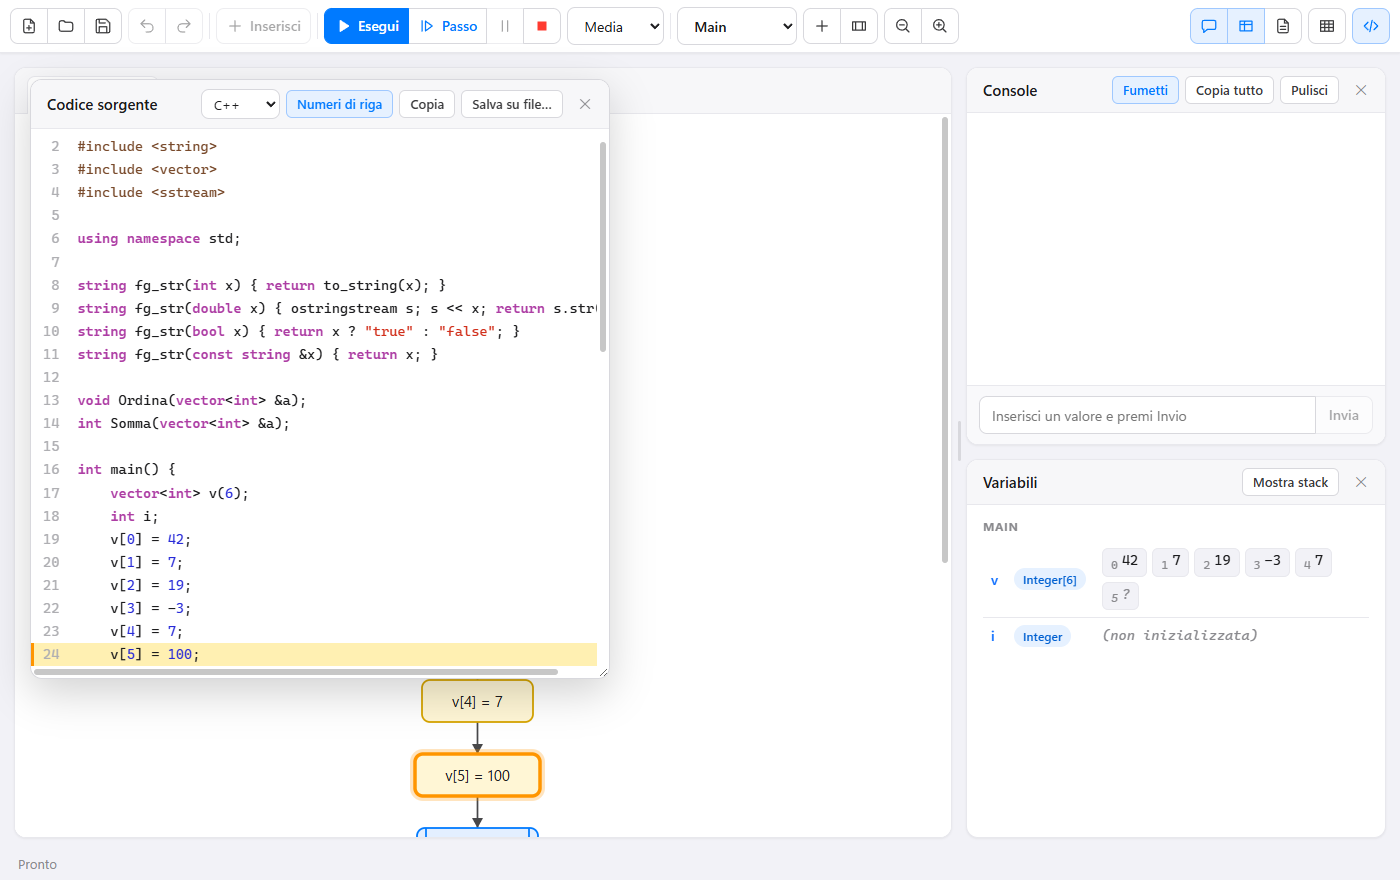 Inserisci
Esegui
Passo
Media
Main
Codice sorgente
C++
Numeri di riga
Copia
Salva su file...
2 #include <string>
3 #include <vector>
4 #include <sstream>
5
6 using namespace std;
7
8 string fg_str(int x) { return to_string(x); }
9 string fg_str(double x) { ostringstream s; s << x; return s.str(
10 string fg_str(bool x) { return x ? "true" : "false"; }
11 string fg_str(const string &x) { return x; }
12
13 void Ordina(vector<int> &a);
14 int Somma(vector<int> &a);
15
16 int main() {
17 vector<int> v(6);
18 int i;
19 v[0] = 42;
20 v[1] = 7;
21 v[2] = 19;
22 v[3] = -3;
23 v[4] = 7;
24 v[5] = 100;
v[4] = 7
v[5] = 100
Console
Fumetti
Copia tutto
Pulisci
Inserisci un valore e premi Invio
Invia
Variabili
Mostra stack
MAIN
v Integer[6] 0 42 1 7 2 19 3 -3 4 7
5 ?
i Integer (non inizializzata)
Pronto